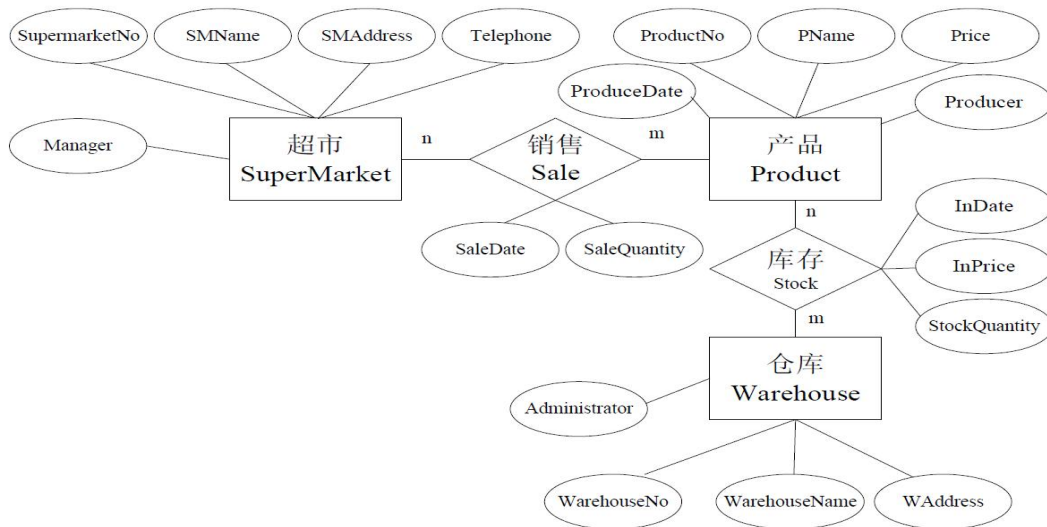 SupermarketNo
SMName
SMAddress
Telephone
ProductNo
PName
Price
ProduceDate
Producer
Manager
超市
SuperMarket
n
销售
Sale
m
产品
Product
SaleDate
SaleQuantity
n
InDate
库存
Stock
InPrice
m
StockQuantity
仓库
Warehouse
Administrator
WarehouseNo
WarehouseName
WAddress